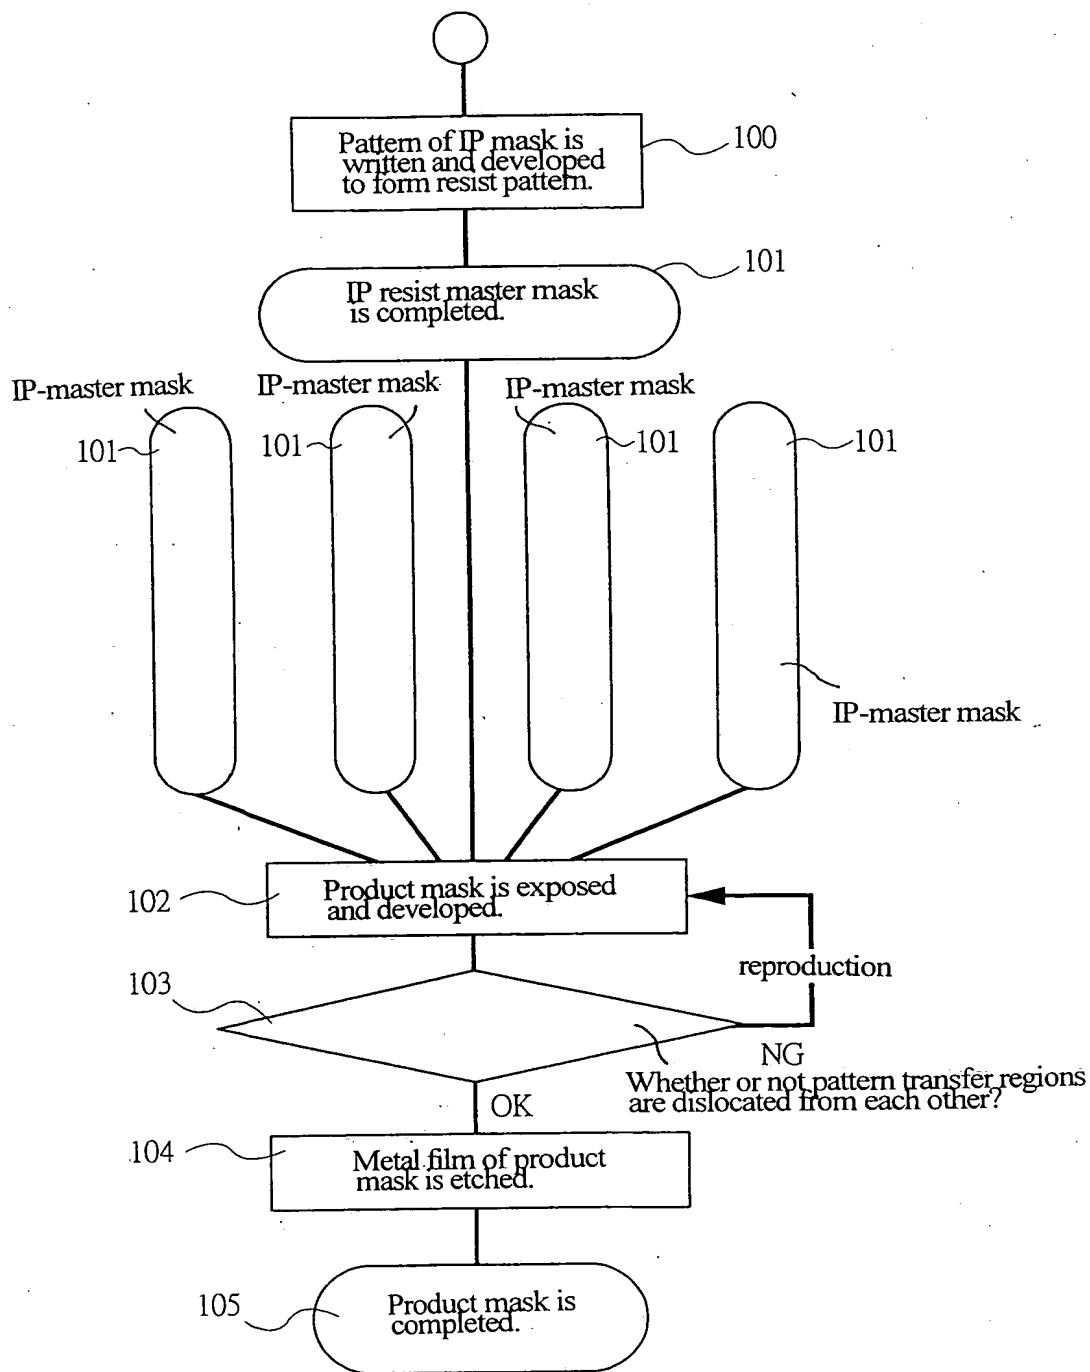 Pattern of IP mask is
written and developed
to form resist pattern.
100
IP resist master mask
is completed.
101
IP-master mask
IP-master mask
IP-master mask
101
101
101
101
IP-master mask
102
Product mask is exposed
and developed.
reproduction
103
NG
Whether or not pattern transfer regions
are dislocated from each other?
OK
104
Metal film of product
mask is etched.
105
Product mask is
completed.